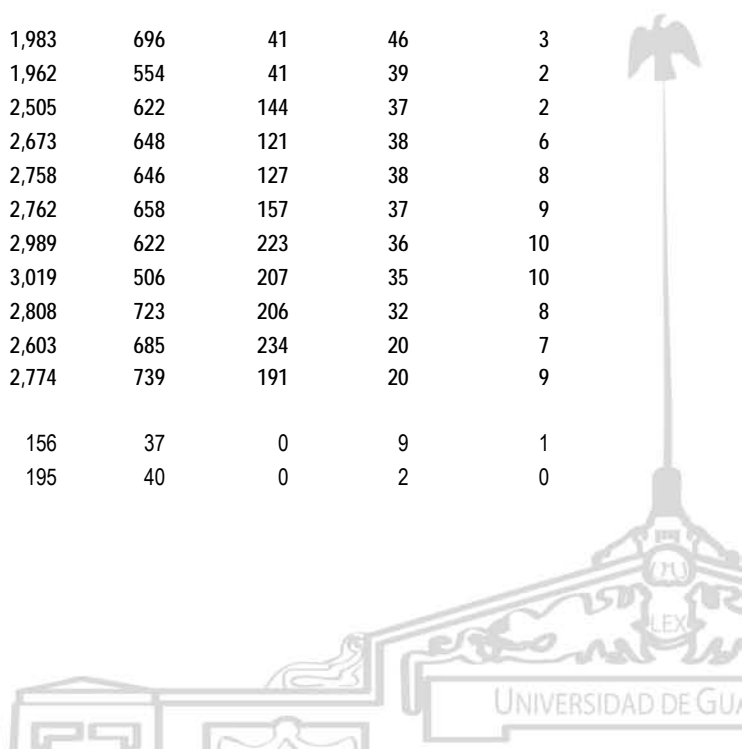 1,983 696 41 46 3
1,962 554 41 39 2
2,505 622 144 37 2
2,673 648 121 38 6
2,758 646 127 38 8
2,762 658 157 37 9
2,989 622 223 36 10
3,019 506 207 35 10
2,808 723 206 32 8
2,603 685 234 20 7
2,774 739 191 20 9
156 37 0 9 1
195 40 0 2 0
LEX
UNIVERSIDAD DE GUA